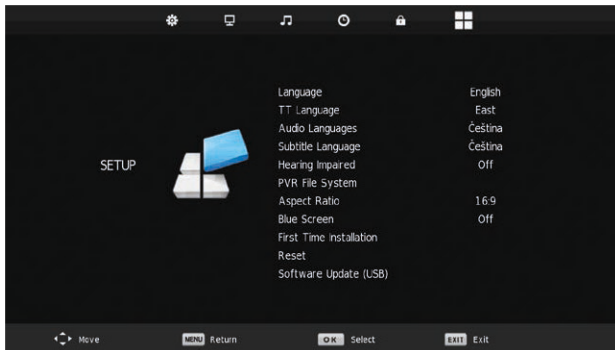 SETUP
Language English
TT Language East
Audio Languages Čeština
Subtitle Language Čeština
Hearing Impaired Off
PVR File System
Aspect Ratio 16:9
Blue Screen Off
First Time Installation
Reset
Software Update (USB)
Move MENU Return OK Select EXIT Exit